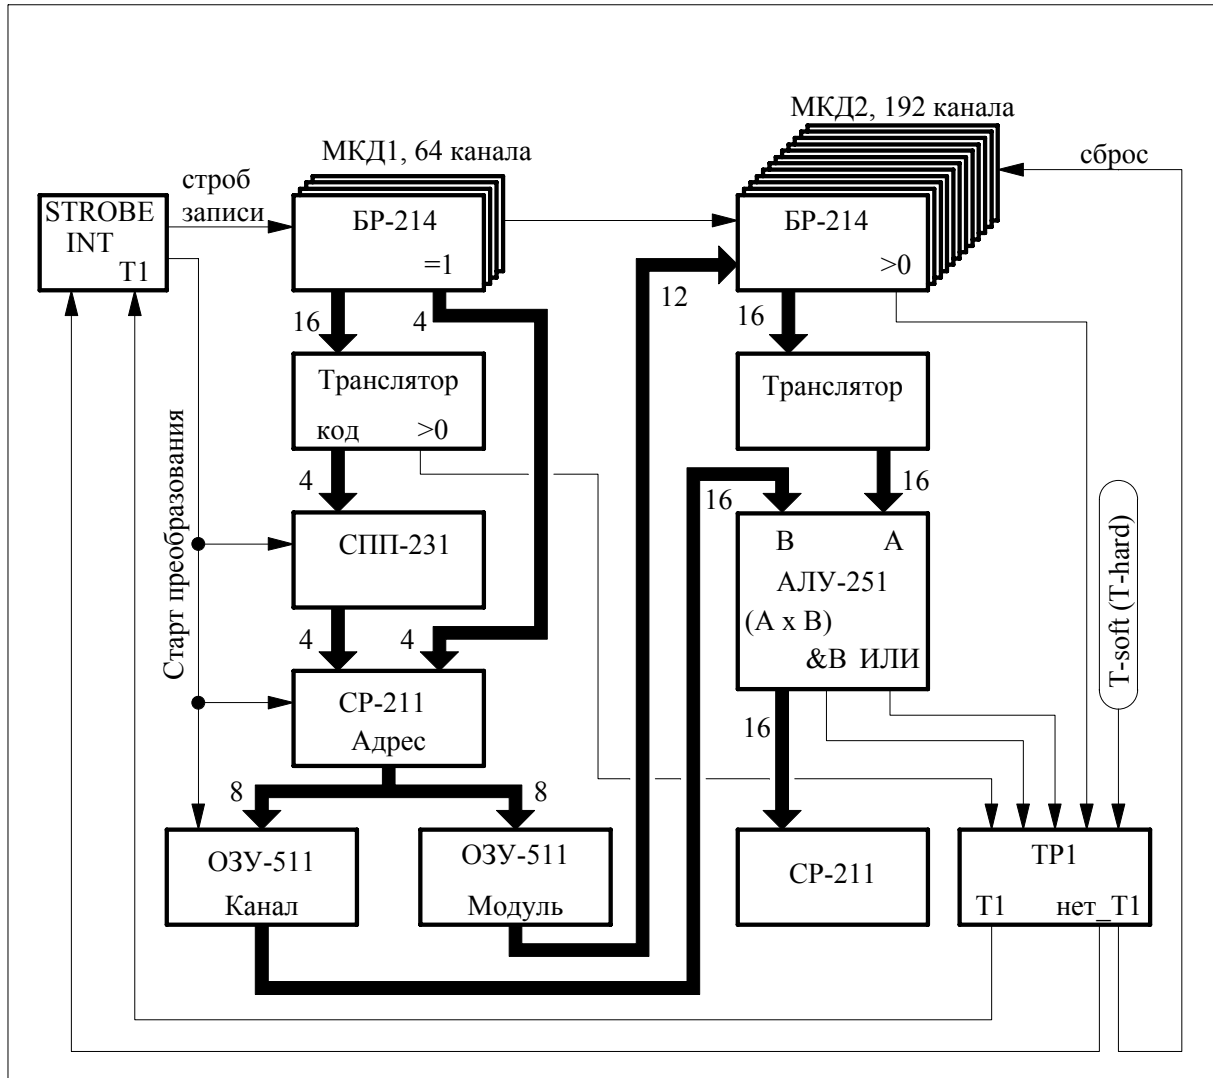 МКД2, 192 канала
МКД1, 64 канала
сброс
строб
записи
STROBE
INT
T1
БР-214
=1
БР-214
>0
16
4
12
16
Транслятор
код
>0
Транслятор
4
16
16
Старт преобразования
СПП-231
B
A
АЛУ-251
(A x B)
&B ИЛИ
T-soft (T-hard)
4
4
СР-211
Адрес
16
8
8
ОЗУ-511
Канал
ОЗУ-511
Модуль
СР-211
ТР1
T1
нет_T1